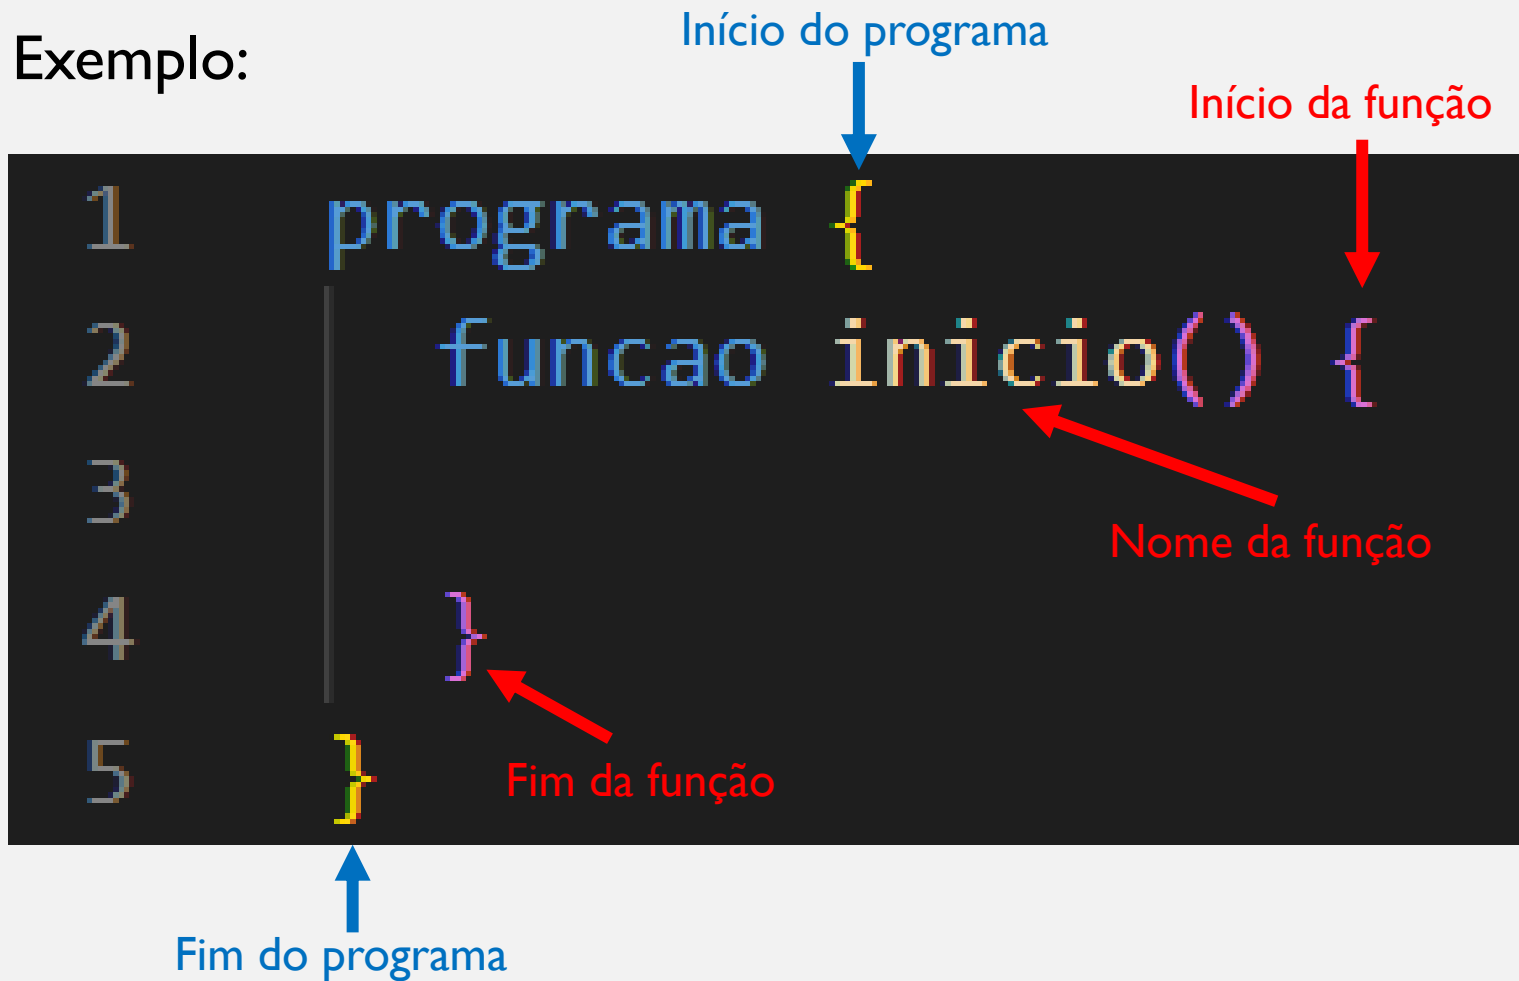 Início do programa
Exemplo:
Início da função
1 programa {
2 funcao inicio() {
3
Nome da função
4 }
5 }
Fim da função
Fim do programa